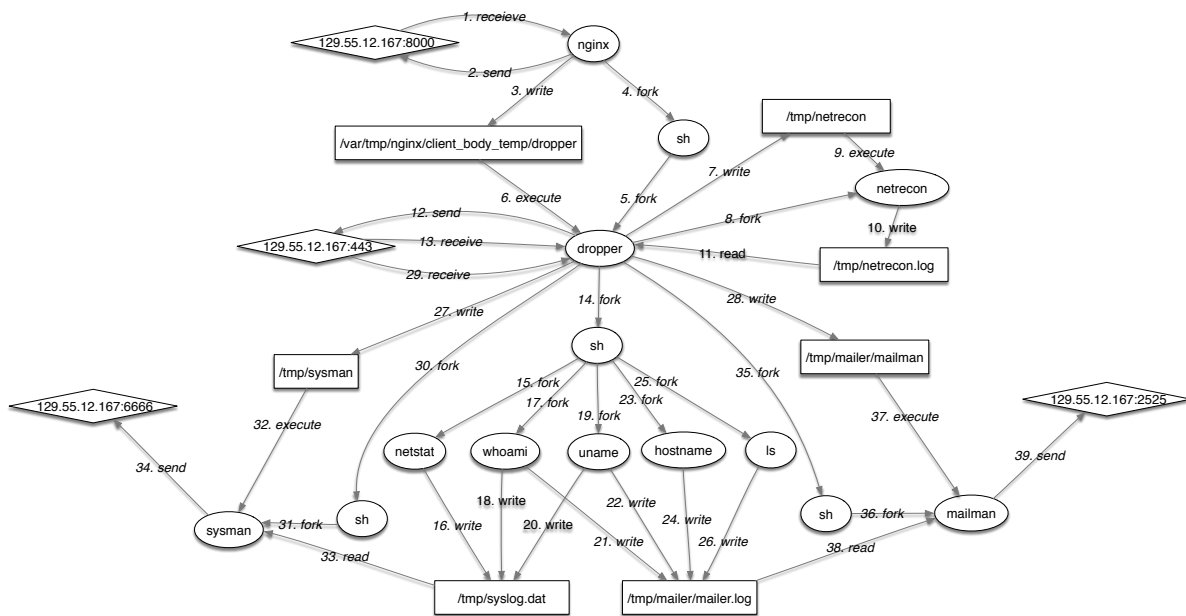 1. receieve
129.55.12.167:8000
nginx
2. send
3. write
4. fork
/tmp/netrecon
/var/tmp/nginx/client_body_temp/dropper
sh
9. execute
7. write
netrecon
6. execute
5. fork
8. fork
12. send
10. write
129.55.12.167:443
13. receive
dropper
11. read
/tmp/netrecon.log
29. receive
14. fork
28. write
27. write
sh
/tmp/mailer/mailman
/tmp/sysman
30. fork
35. fork
15. fork
25. fork
17. fork
23. fork
129.55.12.167:6666
129.55.12.167:2525
19. fork
37. execute
32. execute
netstat
whoami
uname
hostname
ls
39. send
34. send
18. write
22. write
24. write
sh
sh
36. fork
mailman
sysman
31. fork
16. write
20. write
21. write
26. write
38. read
33. read
/tmp/syslog.dat
/tmp/mailer/mailer.log